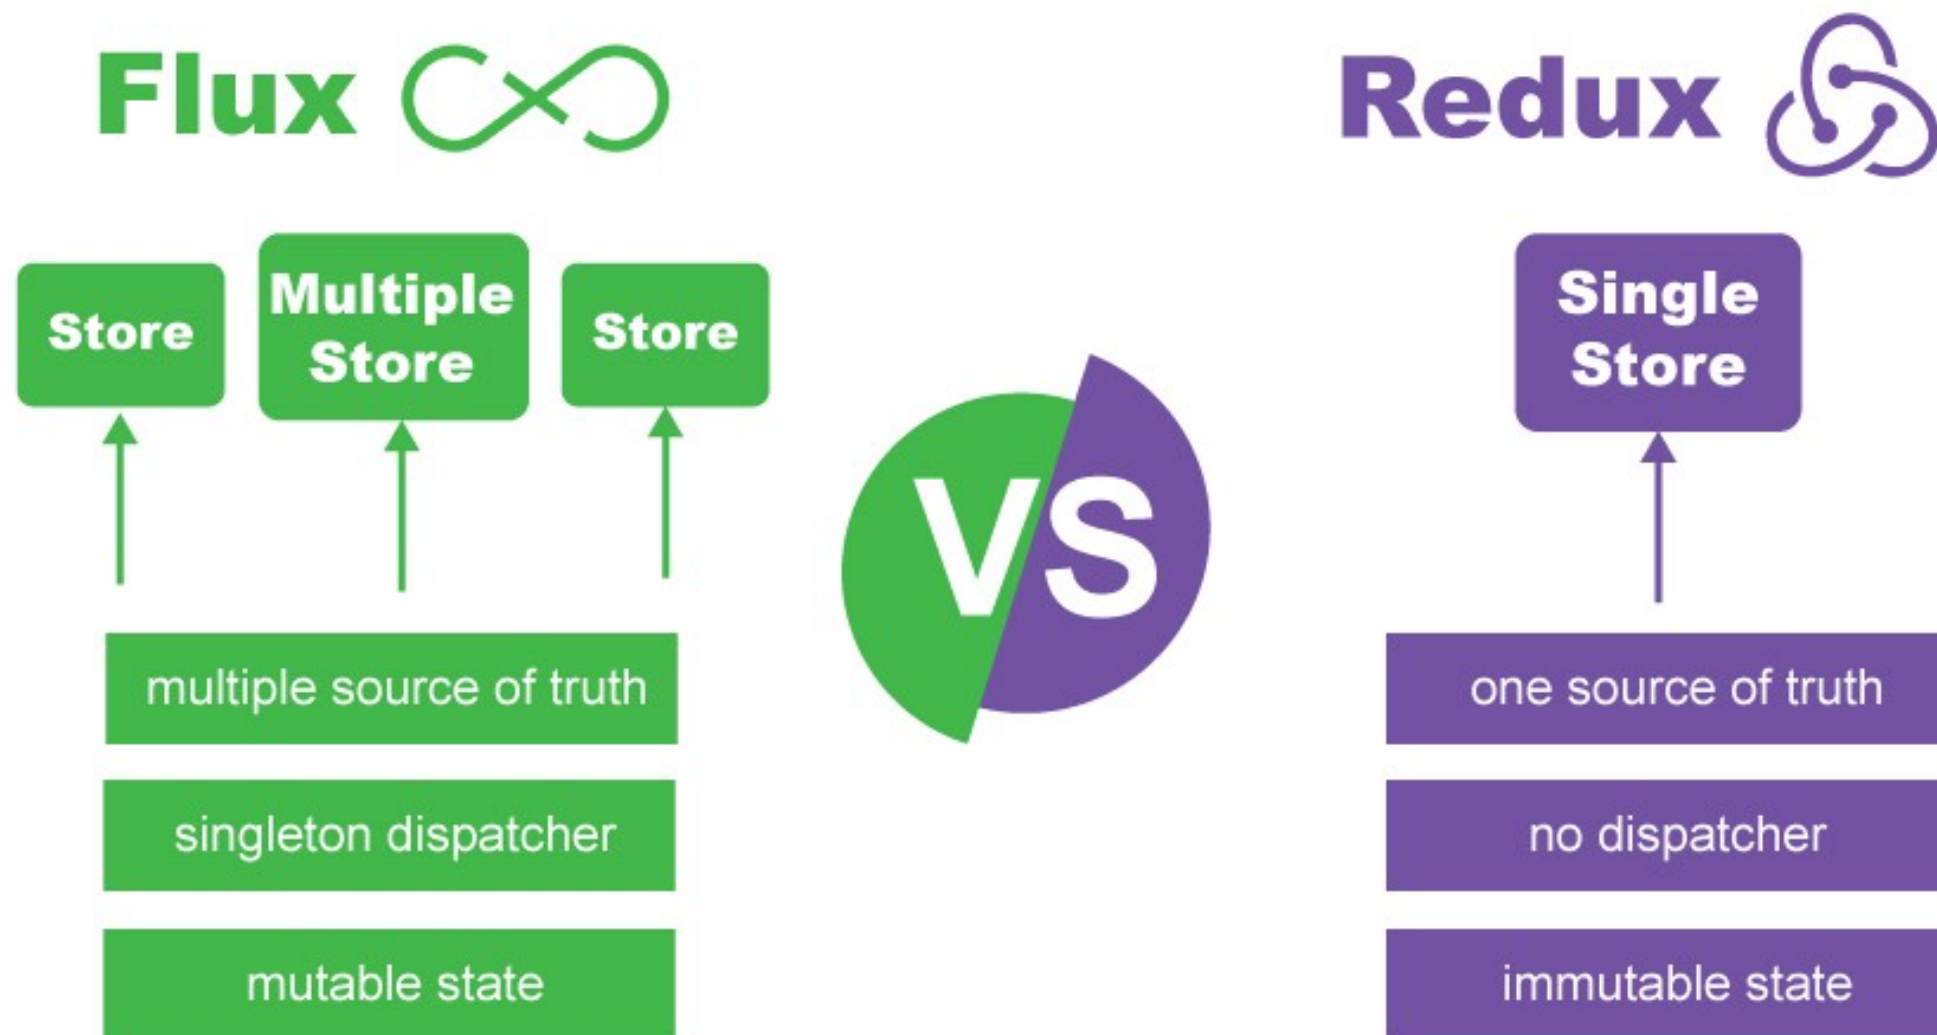 Flux
Store
Multiple
Store
Store
multiple source of truth
singleton dispatcher
mutable state
VS
Redux
Single
Store
one source of truth
no dispatcher
immutable state